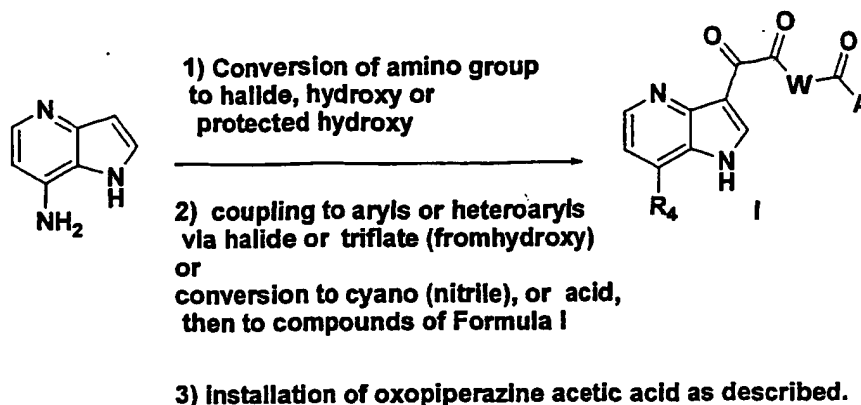 1) Conversion of amino group
to halide, hydroxy or
protected hydroxy
N
N
H
NH2
2) coupling to aryls or heteroaryls
via halide or triflate (fromhydroxy)
or
conversion to cyano (nitrile), or acid,
then to compounds of Formula I
3) installation of oxopiperazine acetic acid as described.
O
O
O
W
A
N
N
H
R4
I